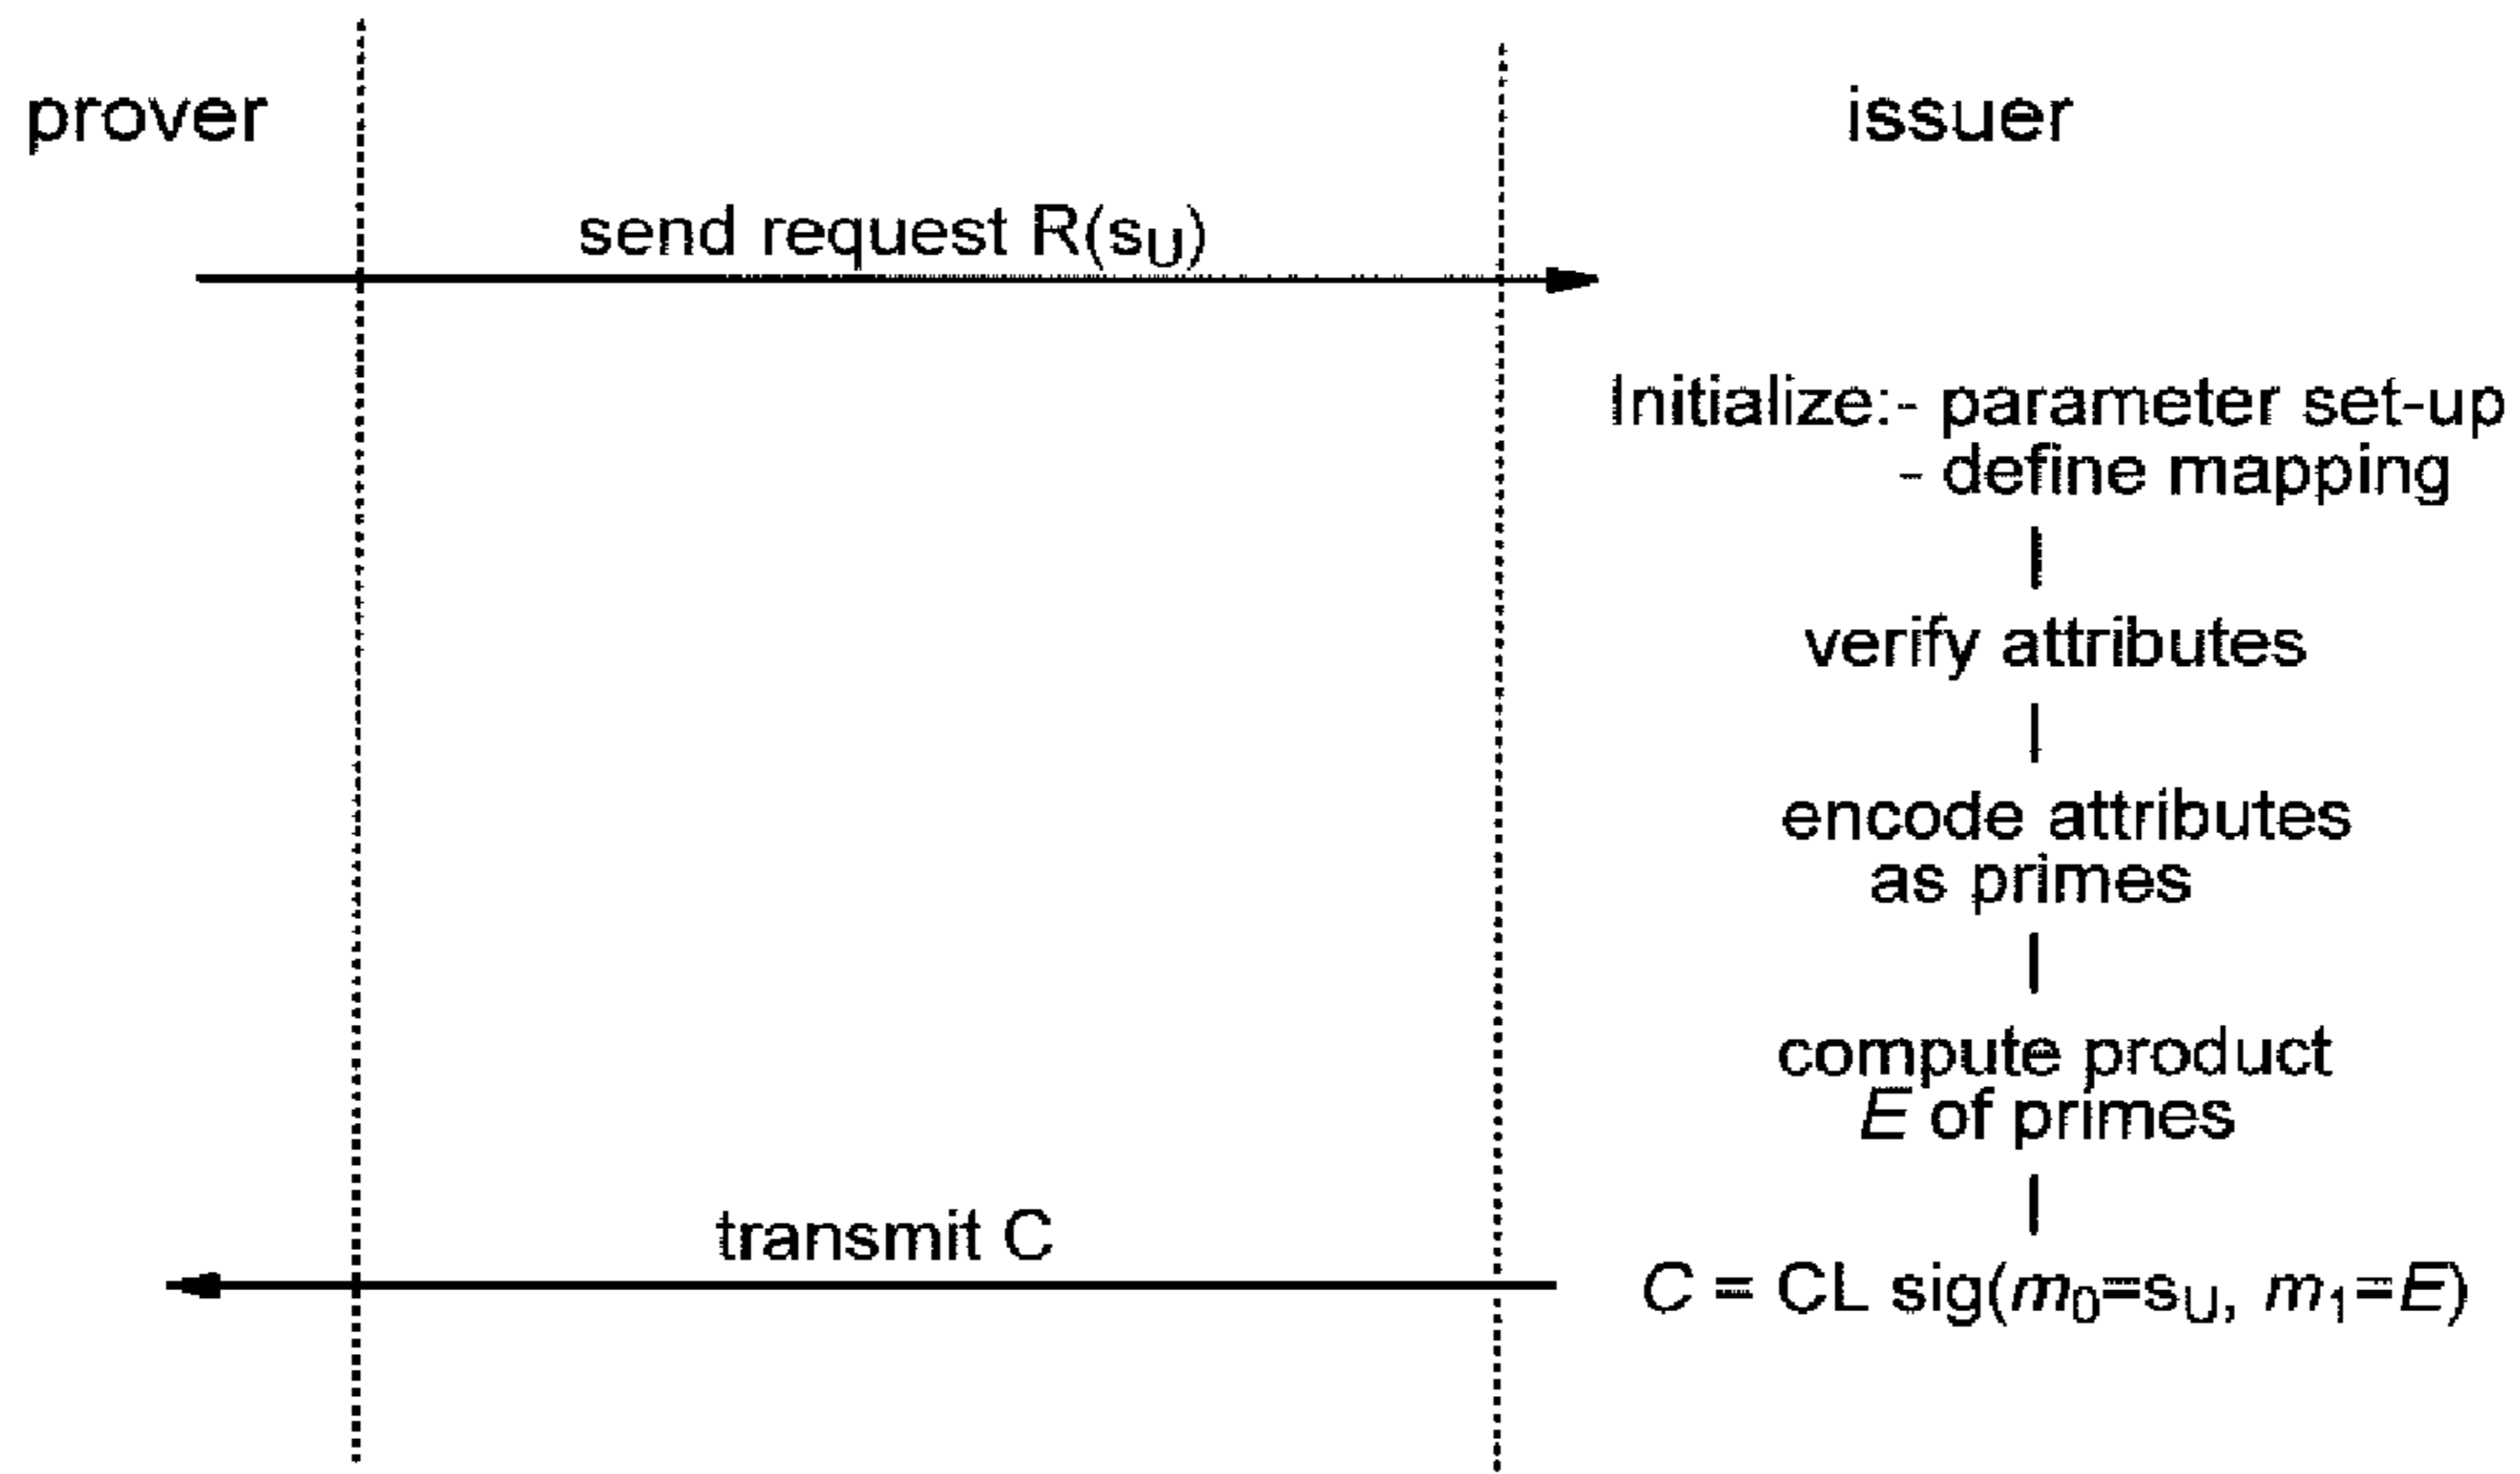 prover
issuer
send request R(sU)
Initialize:- parameter set-up
- define mapping
verify attributes
encode attributes
as primes
compute product
E of primes
transmit C
C = CL sig(m0=sU, m1=E)